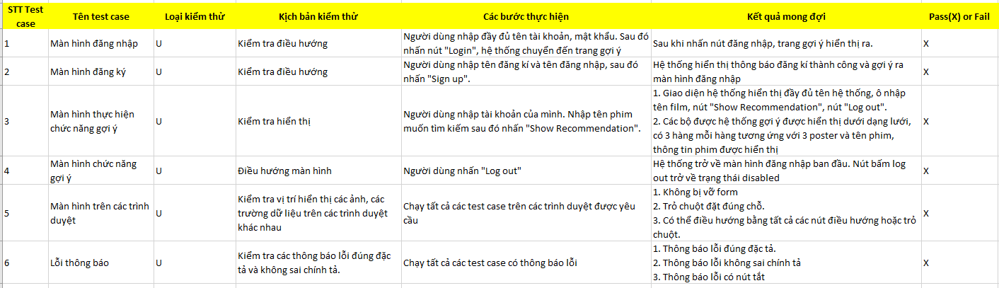 STT Test case
Tên test case
Loại kiểm thử
Kịch bản kiểm thử
Các bước thực hiện
Kết quả mong đợi
Pass(X) or Fail
1
Màn hình đăng nhập
U
Kiểm tra điều hướng
Người dùng nhập đầy đủ tên tài khoản, mật khẩu. Sau đó
nhấn nút "Login", hệ thống chuyển đến trang gợi ý
Sau khi nhấn nút đăng nhập, trang gợi ý hiển thị ra.
X
2
Màn hình đăng ký
U
Kiểm tra điều hướng
Người dùng nhập tên đăng kí và tên đăng nhập, sau đó
nhấn "Sign up".
Hệ thống hiển thị thông báo đăng kí thành công và gợi ý ra
màn hình đăng nhập
X
3
Màn hình thực hiện
chức năng gợi ý
U
Kiểm tra hiển thị
Người dùng nhập tài khoản của mình. Nhập tên phim
muốn tìm kiếm sau đó nhấn "Show Recommendation".
1. Giao diện hệ thống hiển thị đầy đủ tên hệ thống, ô nhập
tên film, nút "Show Recommendation", nút "Log out".
2. Các bộ được hệ thống gợi ý được hiển thị dưới dạng lưới,
có 3 hàng mỗi hàng tương ứng với 3 poster và tên phim,
thông tin phim được hiển thị
X
4
Màn hình chức năng
gợi ý
U
Điều hướng màn hình
Người dùng nhấn "Log out"
Hệ thống trở về màn hình đăng nhập ban đầu. Nút bấm log
out trở về trạng thái disabled
X
5
Màn hình trên các trình
duyệt
U
Kiểm tra vị trí hiển thị các ảnh, các
trường dữ liệu trên các trình duyệt
khác nhau
Chạy tất cả các test case trên các trình duyệt được yêu
cầu
1. Không bị vỡ form
2. Trỏ chuột đặt đúng chỗ.
3. Có thể điều hướng bằng tất cả các nút điều hướng hoặc trỏ
chuột.
X
6
Lỗi thông báo
U
Kiểm tra các thông báo lỗi đúng đặc
tả và không sai chính tả.
Chạy tất cả các test case có thông báo lỗi
1. Thông báo lỗi đúng đặc tả.
2. Thông báo lỗi không sai chính tả
3. Thông báo lỗi có nút tắt
X